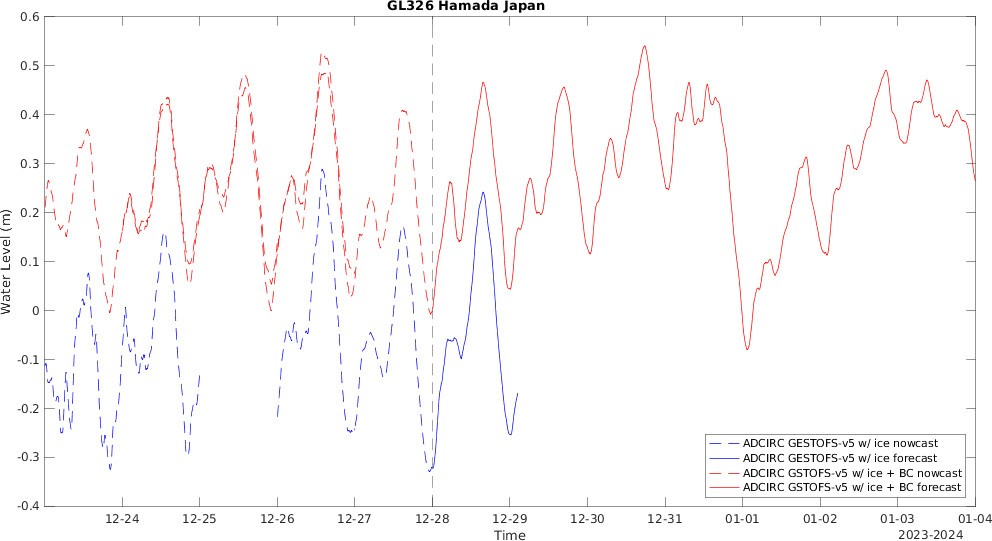 GL326 Hamada Japan
0.6
0.5
0.4
0.3
0.2
0.1
0
-0.1
-0.2
-0.3
-0.4
Water Level (m)
ADCIRC GESTOFS-v5 w/ ice nowcast
ADCIRC GESTOFS-v5 w/ ice forecast
ADCIRC GSTOFS-v5 w/ ice + BC nowcast
ADCIRC GSTOFS-v5 w/ ice + BC forecast
12-24 12-25 12-26 12-27 12-28 12-29 12-30 12-31 01-01 01-02 01-03 01-04
Time
2023-2024